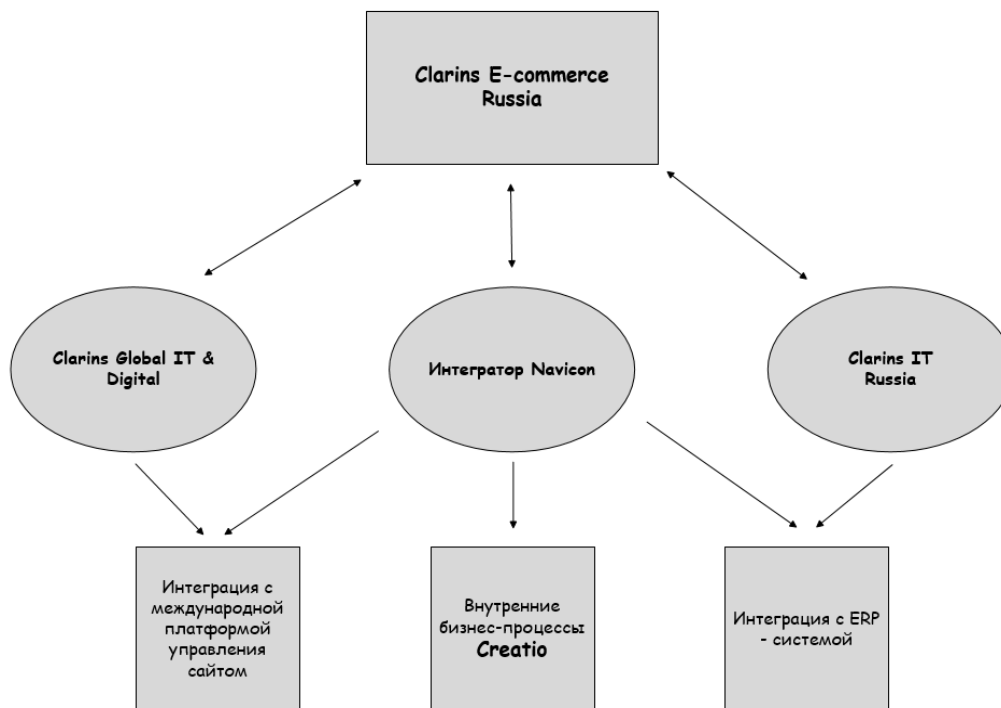 Clarins E-commerce
Russia
Clarins Global IT &
Digital
Интегратор Navicon
Clarins IT
Russia
Интеграция с
международной
платформой
управления
сайтом
Внутренние
бизнес-процессы
Creatio
Интеграция с ERP
- системой